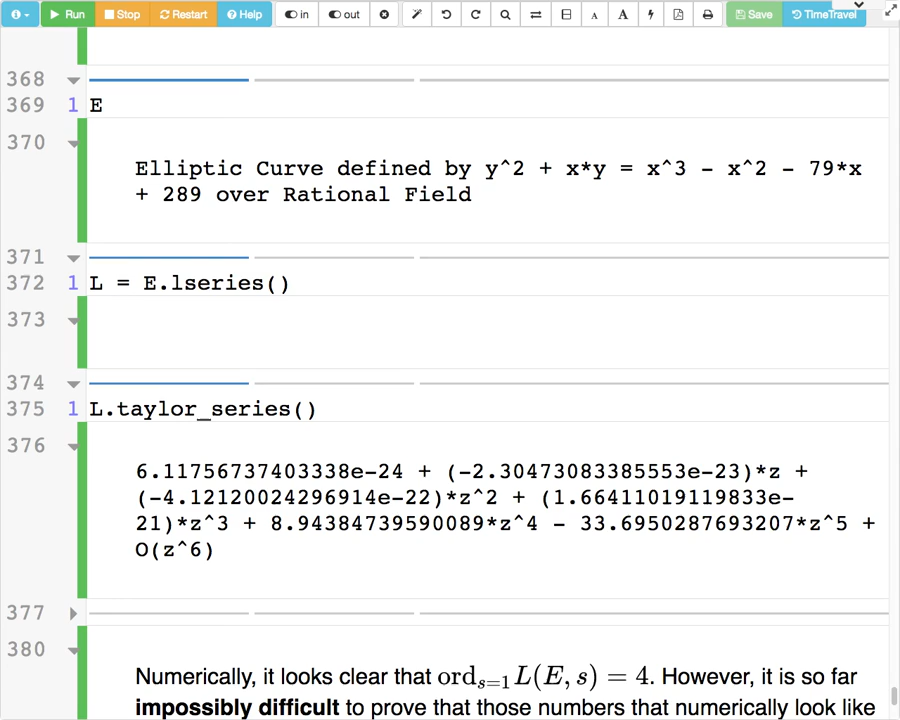 Run Stop Restart Help in out A A Save TimeTravel
368
369 1 E
370
Elliptic Curve defined by y^2 + x*y = x^3 - x^2 - 79*x
+ 289 over Rational Field
371
372 1 L = E.lseries()
373
374
375 1 L.taylor_series()
376
6.11756737403338e-24 + (-2.30473083385553e-23)*z +
(-4.12120024296914e-22)*z^2 + (1.66411019119833e-
21)*z^3 + 8.94384739590089*z^4 - 33.6950287693207*z^5 +
O(z^6)
377
380
Numerically, it looks clear that ord_{s=1} L(E, s) = 4. However, it is so far
impossibly difficult to prove that those numbers that numerically look like